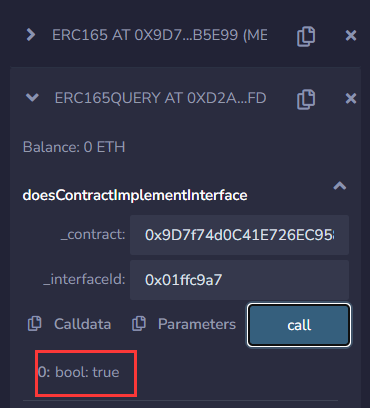 ERC165 AT 0X9D7...B5E99 (ME
ERC165QUERY AT 0XD2A...FD
Balance: 0 ETH
doesContractImplementInterface
_contract: 0x9D7f74d0C41E726EC958
_interfaceId: 0x01ffc9a7
Calldata Parameters call
0: bool: true